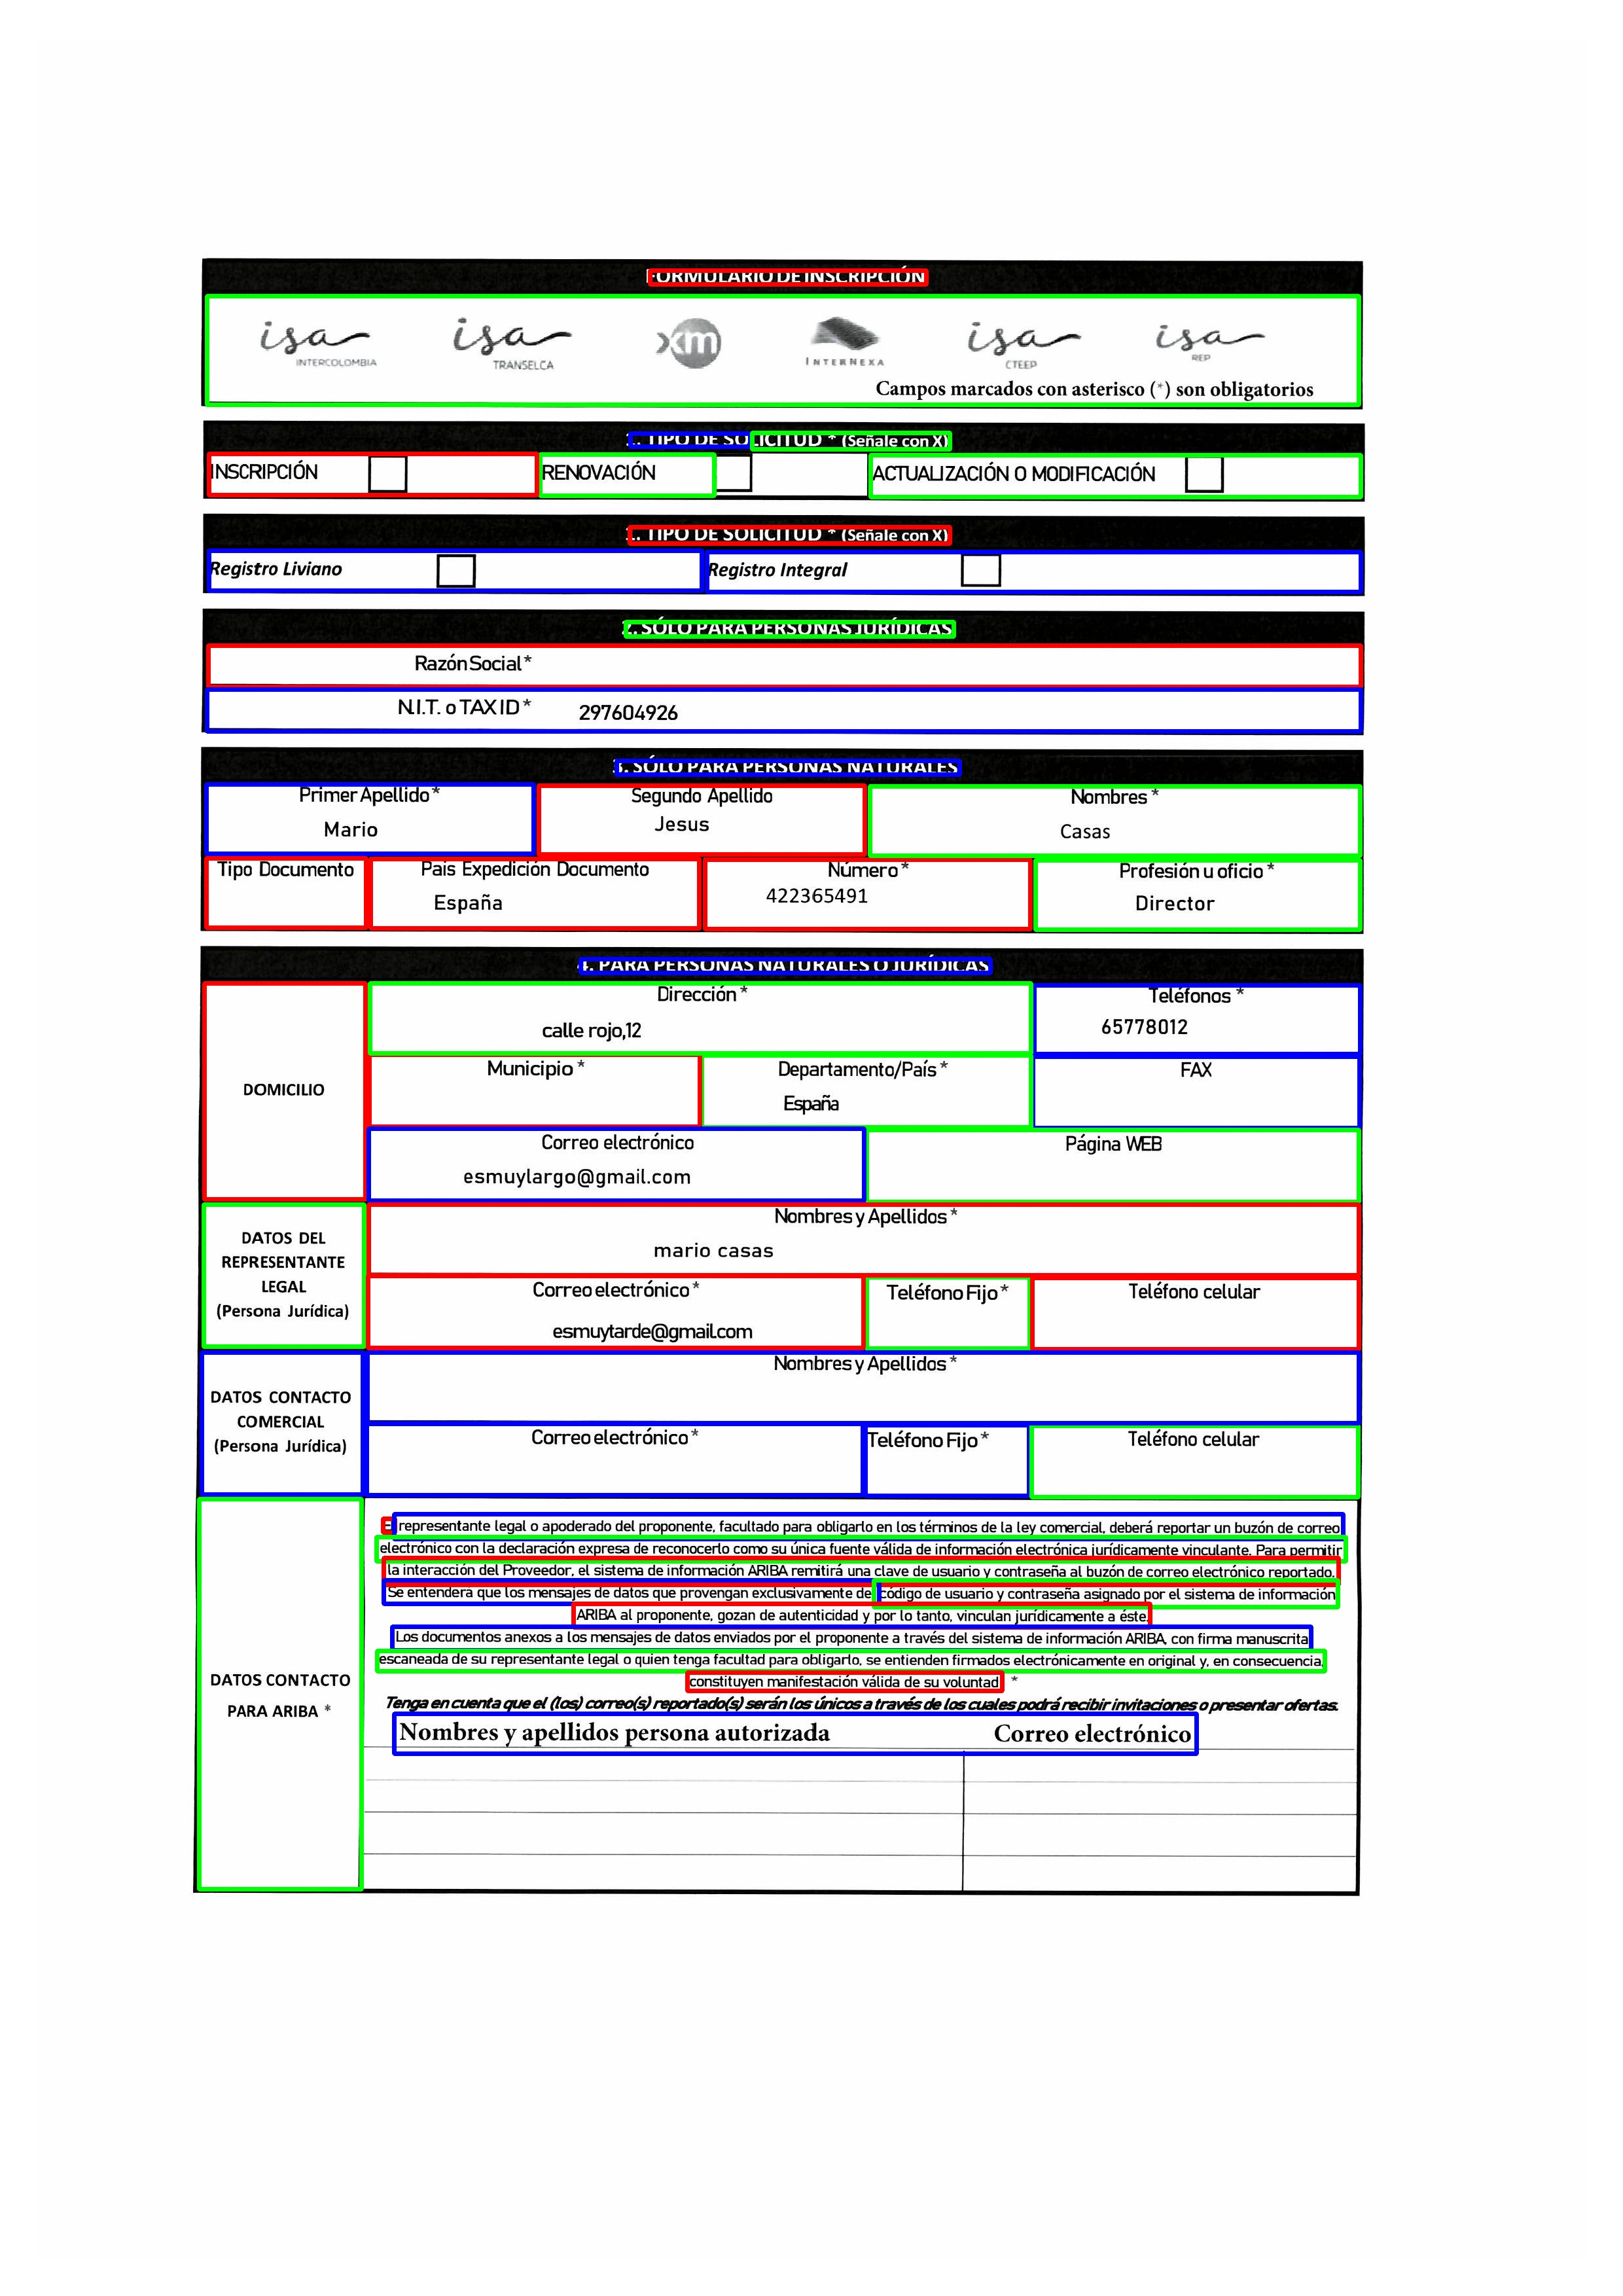 FORMULARIO DE INSCRIPCIÓN
isa isa xm isa isa
INTERCOLOMBIA TRANSELCA INTERNEXA CTEEP REP
Campos marcados con asterisco (*) son obligatorios
1. TIPO DE SOLICITUD * (Señale con X)
INSCRIPCIÓN RENOVACIÓN ACTUALIZACIÓN O MODIFICACIÓN
1. TIPO DE SOLICITUD * (Señale con X)
Registro Liviano Registro Integral
2. SÓLO PARA PERSONAS JURÍDICAS
Razón Social *
N.I.T. o TAX ID * 297604926
3. SÓLO PARA PERSONAS NATURALES
Primer Apellido * Segundo Apellido Nombres *
Mario Jesus Casas
Tipo Documento Pais Expedición Documento Número * Profesión u oficio *
España 422365491 Director
4. PARA PERSONAS NATURALES O JURÍDICAS
Dirección * Teléfonos *
calle rojo,12 65778012
DOMICILIO
Municipio * Departamento/País * FAX
España
Correo electrónico Página WEB
esmuylargo@gmail.com
DATOS DEL
REPRESENTANTE
LEGAL
(Persona Jurídica)
Nombres y Apellidos *
mario casas
Correo electrónico * Teléfono Fijo * Teléfono celular
esmuytarde@gmail.com
DATOS CONTACTO
COMERCIAL
(Persona Jurídica)
Nombres y Apellidos *
Correo electrónico * Teléfono Fijo * Teléfono celular
DATOS CONTACTO
PARA ARIBA *
El representante legal o apoderado del proponente, facultado para obligarlo en los términos de la ley comercial, deberá reportar un buzón de correo
electrónico con la declaración expresa de reconocerlo como su única fuente válida de información electrónica jurídicamente vinculante. Para permitir
la interacción del Proveedor, el sistema de información ARIBA remitirá una clave de usuario y contraseña al buzón de correo electrónico reportado.
Se entendera que los mensajes de datos que provengan exclusivamente del código de usuario y contraseña asignado por el sistema de información
ARIBA al proponente, gozan de autenticidad y por lo tanto, vinculan jurídicamente a éste.
Los documentos anexos a los mensajes de datos enviados por el proponente a través del sistema de información ARIBA, con firma manuscrita
escaneada de su representante legal o quien tenga facultad para obligarlo, se entienden firmados electrónicamente en original y, en consecuencia,
constituyen manifestación válida de su voluntad *
Tenga en cuenta que el (los) correo(s) reportado(s) serán los únicos a través de los cuales podrá recibir invitaciones o presentar ofertas.
Nombres y apellidos persona autorizada Correo electrónico